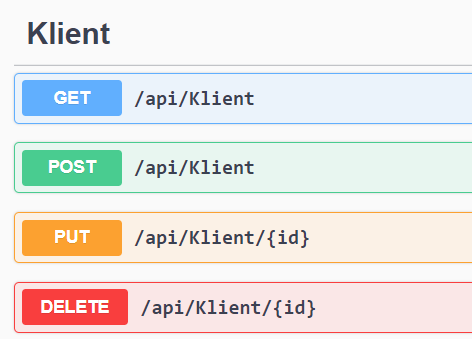 Klient
GET /api/Klient
POST /api/Klient
PUT /api/Klient/{id}
DELETE /api/Klient/{id}